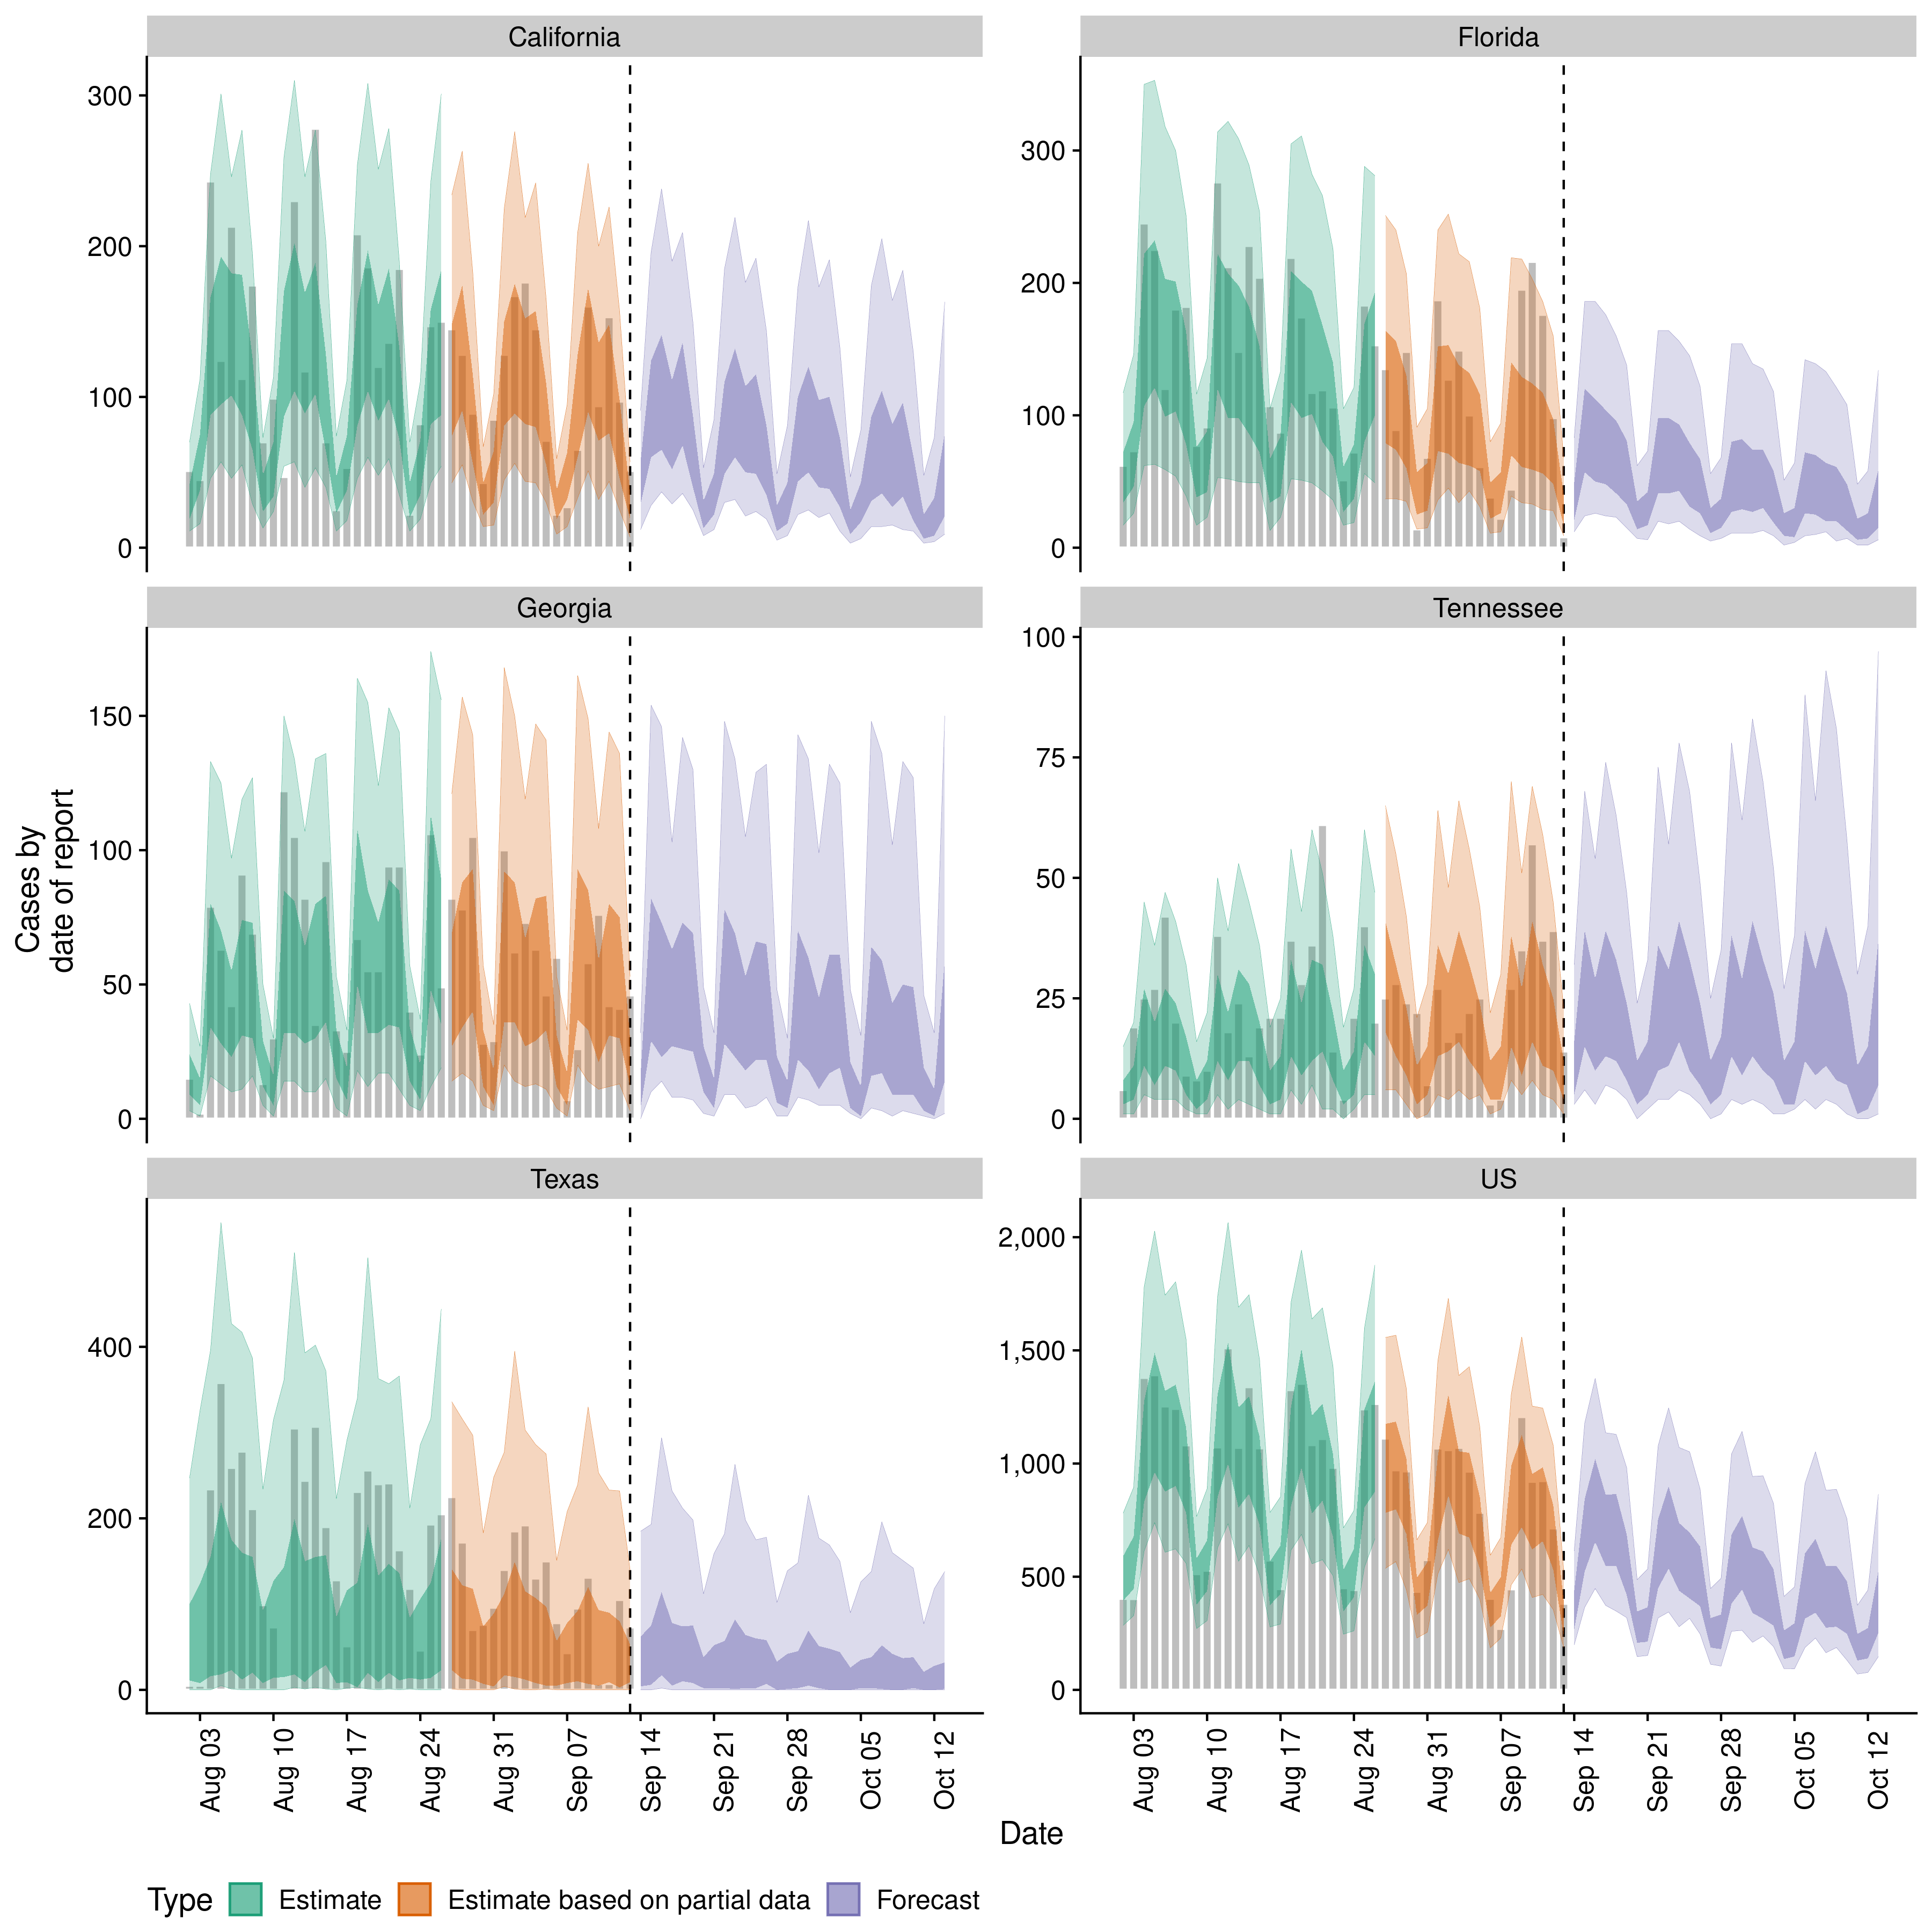 California
Florida
300
200
100
0
300
200
100
0
Georgia
Tennessee
150
100
50
0
100
75
50
25
0
Texas
US
400
200
0
2,000
1,500
1,000
500
0
Cases by
date of report
Aug 03
Aug 10
Aug 17
Aug 24
Aug 31
Sep 07
Sep 14
Sep 21
Sep 28
Oct 05
Oct 12
Aug 03
Aug 10
Aug 17
Aug 24
Aug 31
Sep 07
Sep 14
Sep 21
Sep 28
Oct 05
Oct 12
Date
Type Estimate Estimate based on partial data Forecast